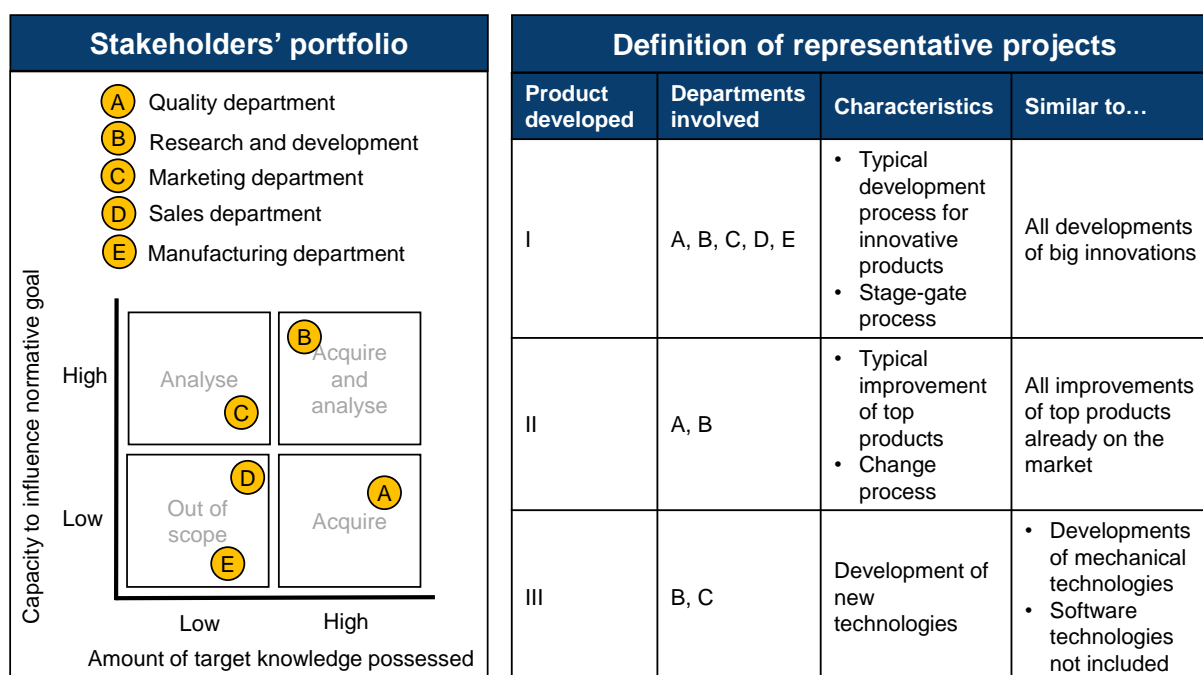 Stakeholders' portfolio
A Quality department
B Research and development
C Marketing department
D Sales department
E Manufacturing department
Capacity to influence normative goal
High
Low
Analyse
C
B
Acquire
and
analyse
D
Out of
scope
E
A
Acquire
Low
High
Amount of target knowledge possessed
Definition of representative projects
Product
developed
Departments
involved
Characteristics
Similar to…
I
A, B, C, D, E
• Typical
development
process for
innovative
products
• Stage-gate
process
All developments
of big innovations
II
A, B
• Typical
improvement
of top
products
• Change
process
All improvements
of top products
already on the
market
III
B, C
Development of
new
technologies
• Developments
of mechanical
technologies
• Software
technologies
not included